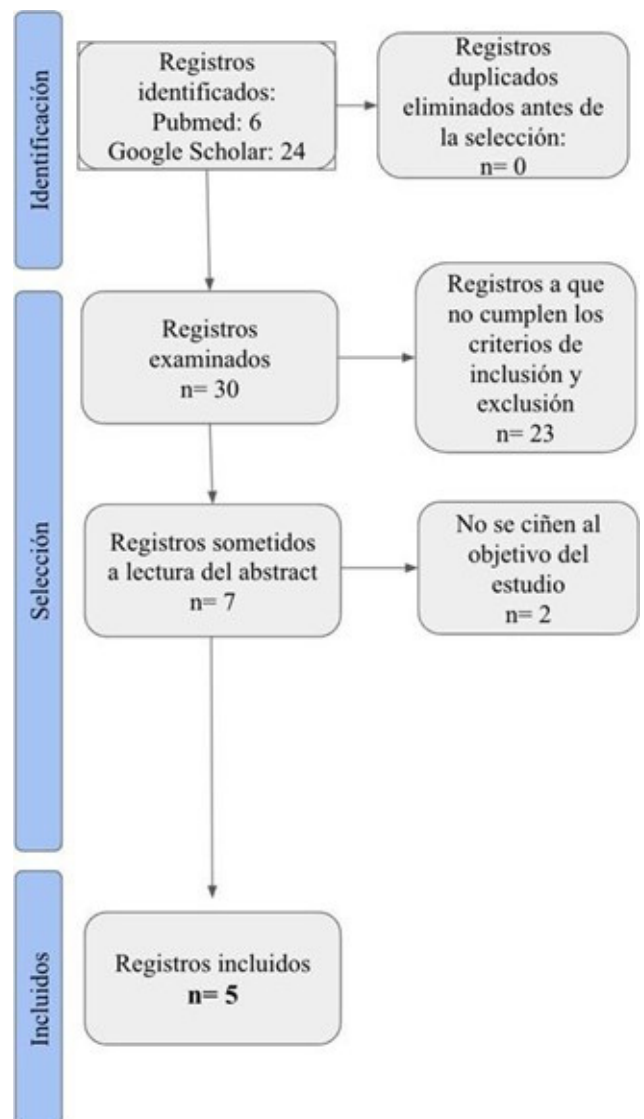 Identificación
Registros
identificados:
Pubmed: 6
Google Scholar: 24
Registros
duplicados
eliminados antes de
la selección:
n= 0
Selección
Registros
examinados
n= 30
Registros a que
no cumplen los
criterios de
inclusión y
exclusión
n= 23
Registros sometidos
a lectura del abstract
n= 7
No se ciñen al
objetivo del
estudio
n= 2
Incluidos
Registros incluidos
n= 5